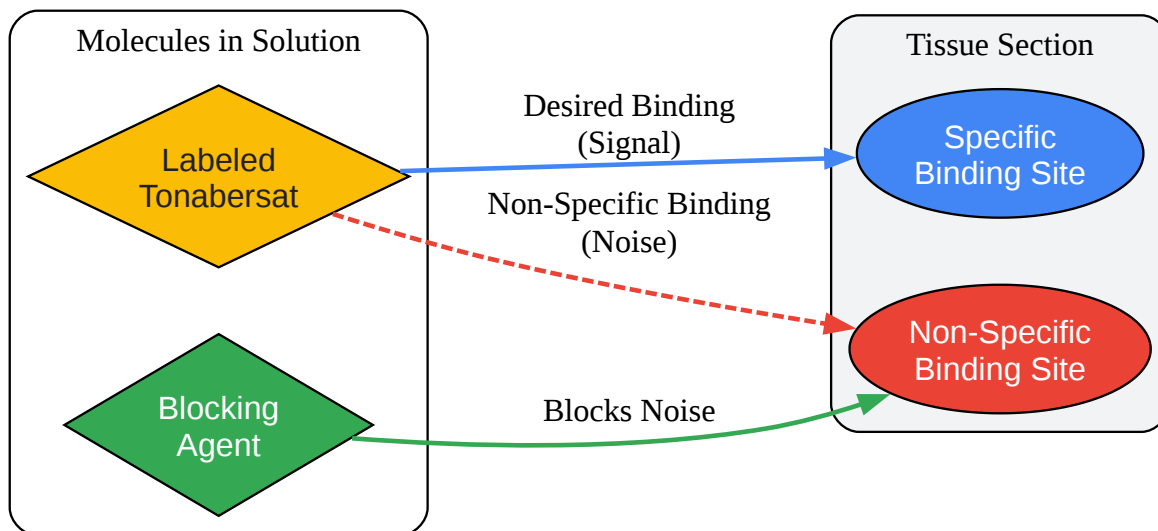 Molecules in Solution
Labeled
Tonabersat
Blocking
Agent
Desired Binding
(Signal)
Non-Specific Binding
(Noise)
Blocks Noise
Tissue Section
Specific
Binding Site
Non-Specific
Binding Site